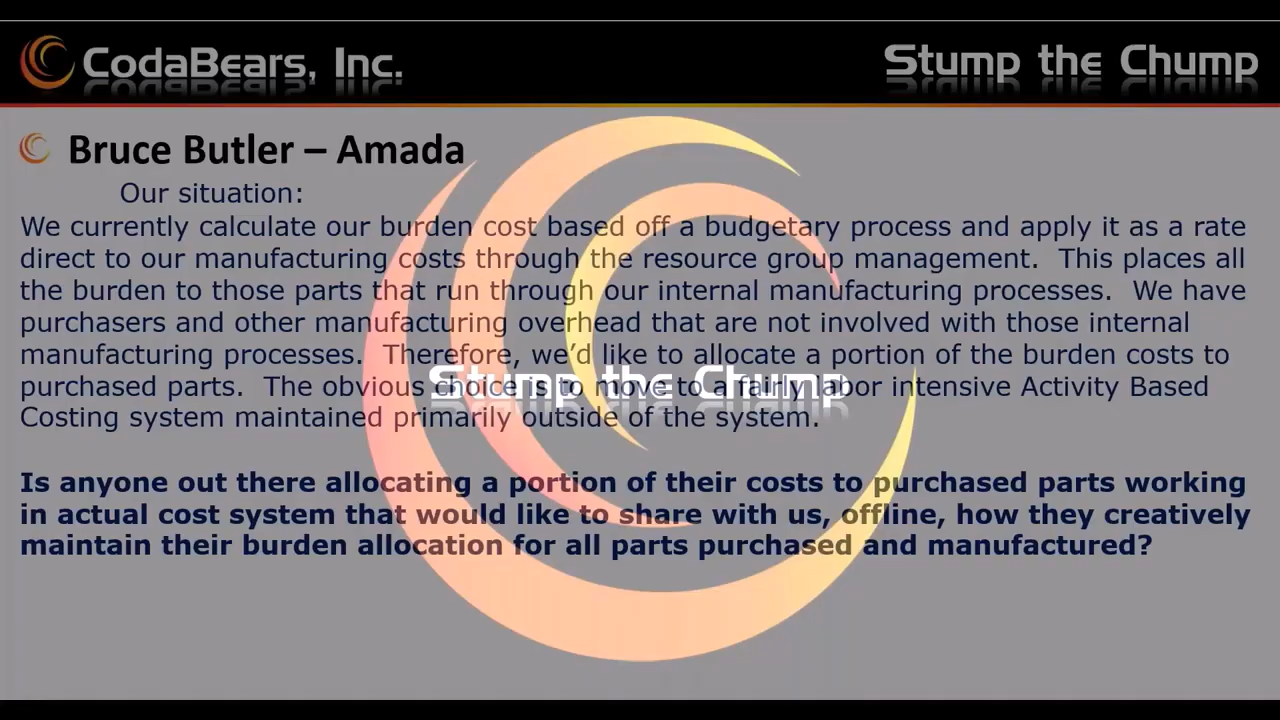 CodaBears, Inc.
Stump the Chump
Bruce Butler – Amada
Our situation:
We currently calculate our burden cost based off a budgetary process and apply it as a rate
direct to our manufacturing costs through the resource group management.  This places all
the burden to those parts that run through our internal manufacturing processes.  We have
purchasers and other manufacturing overhead that are not involved with those internal
manufacturing processes.  Therefore, we’d like to allocate a portion of the burden costs to
purchased parts.  The obvious choice is to move to a fairly labor intensive Activity Based
Stump the Chump
Costing system maintained primarily outside of the system.
Is anyone out there allocating a portion of their costs to purchased parts working
in actual cost system that would like to share with us, offline, how they creatively
maintain their burden allocation for all parts purchased and manufactured?